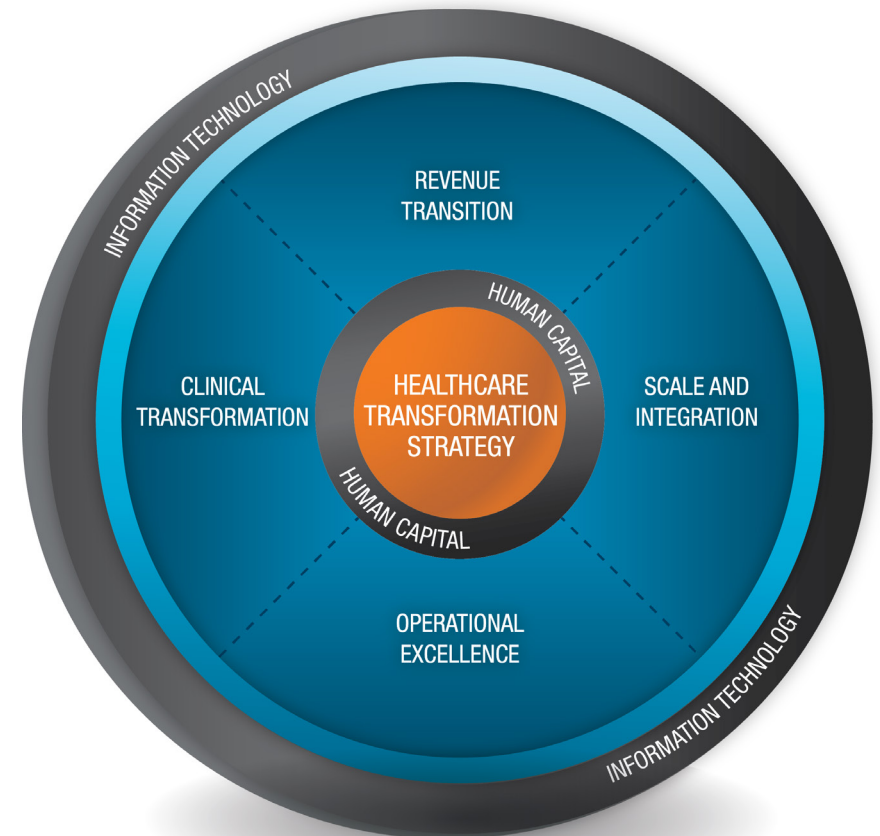 INFORMATION TECHNOLOGY
REVENUE
TRANSITION
HUMAN CAPITAL
CLINICAL
TRANSFORMATION
HEALTHCARE
TRANSFORMATION
STRATEGY
SCALE AND
INTEGRATION
HUMAN CAPITAL
OPERATIONAL
EXCELLENCE
INFORMATION TECHNOLOGY